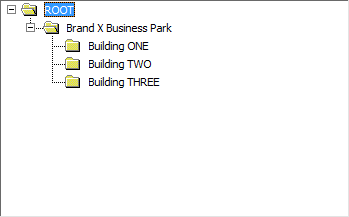 ROOT
Brand X Business Park
Building ONE
Building TWO
Building THREE